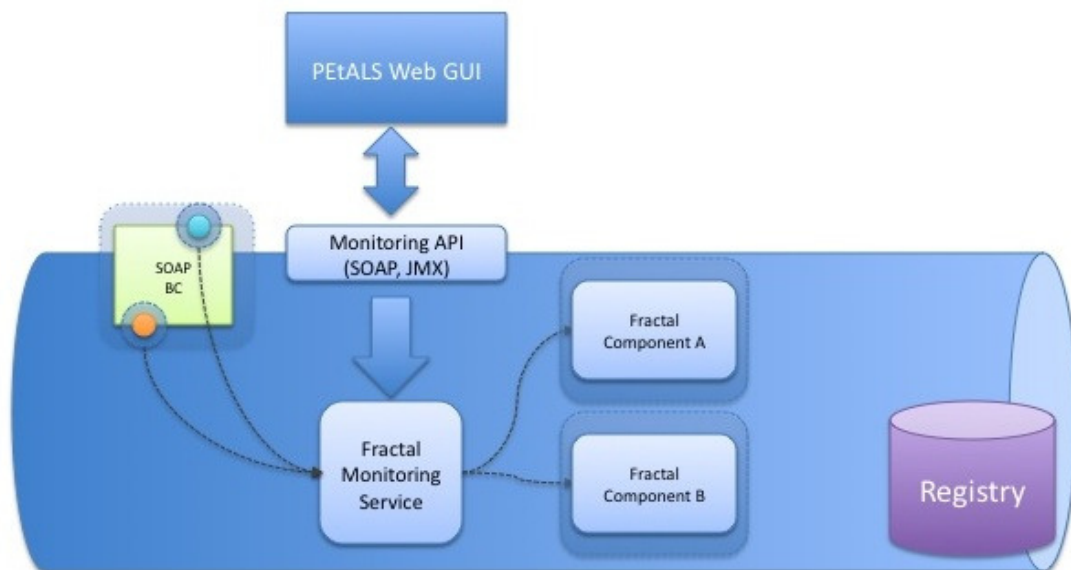 PEtALS Web GUI
Monitoring API
(SOAP, JMX)
SOAP
BC
Fractal
Component A
Fractal
Monitoring
Service
Fractal
Component B
Registry